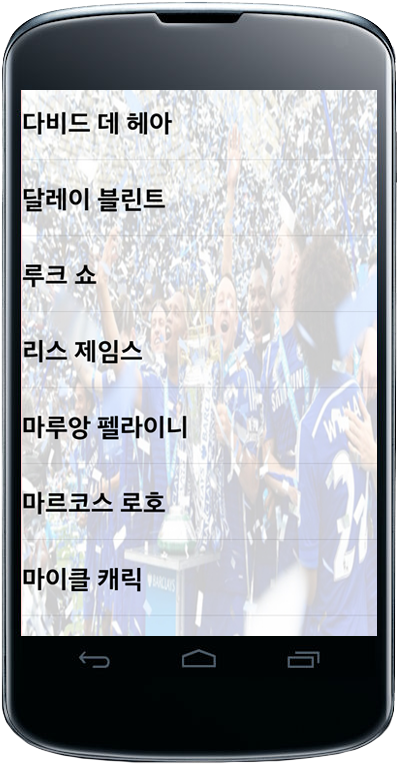 다비드 데 헤아
달레이 블린트
루크 쇼
리스 제임스
마루앙 펠라이니
마르코스 로호
마이클 캐릭